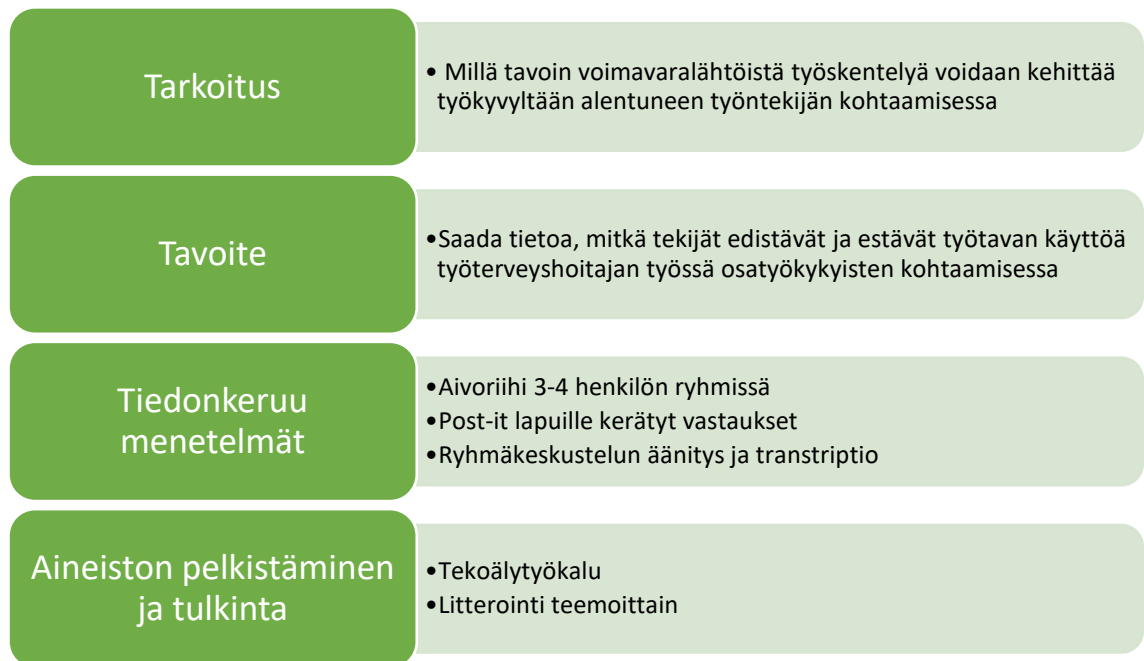 Tarkoitus
• Millä tavoin voimavaralähtöistä työskentelyä voidaan kehittää
työkyvyltään alentuneen työntekijän kohtaamisessa
Tavoite
•Saada tietoa, mitkä tekijät edistävät ja estävät työtavan käyttöä
työterveyshoitajan työssä osatyökykyisten kohtaamisessa
Tiedonkeruu
menetelmät
•Aivoriihi 3-4 henkilön ryhmissä
•Post-it lapuille kerätyt vastaukset
•Ryhmäkeskustelun äänitys ja transtriptio
Aineiston pelkistäminen
ja tulkinta
•Tekoälytyökalu
•Litterointi teemoittain